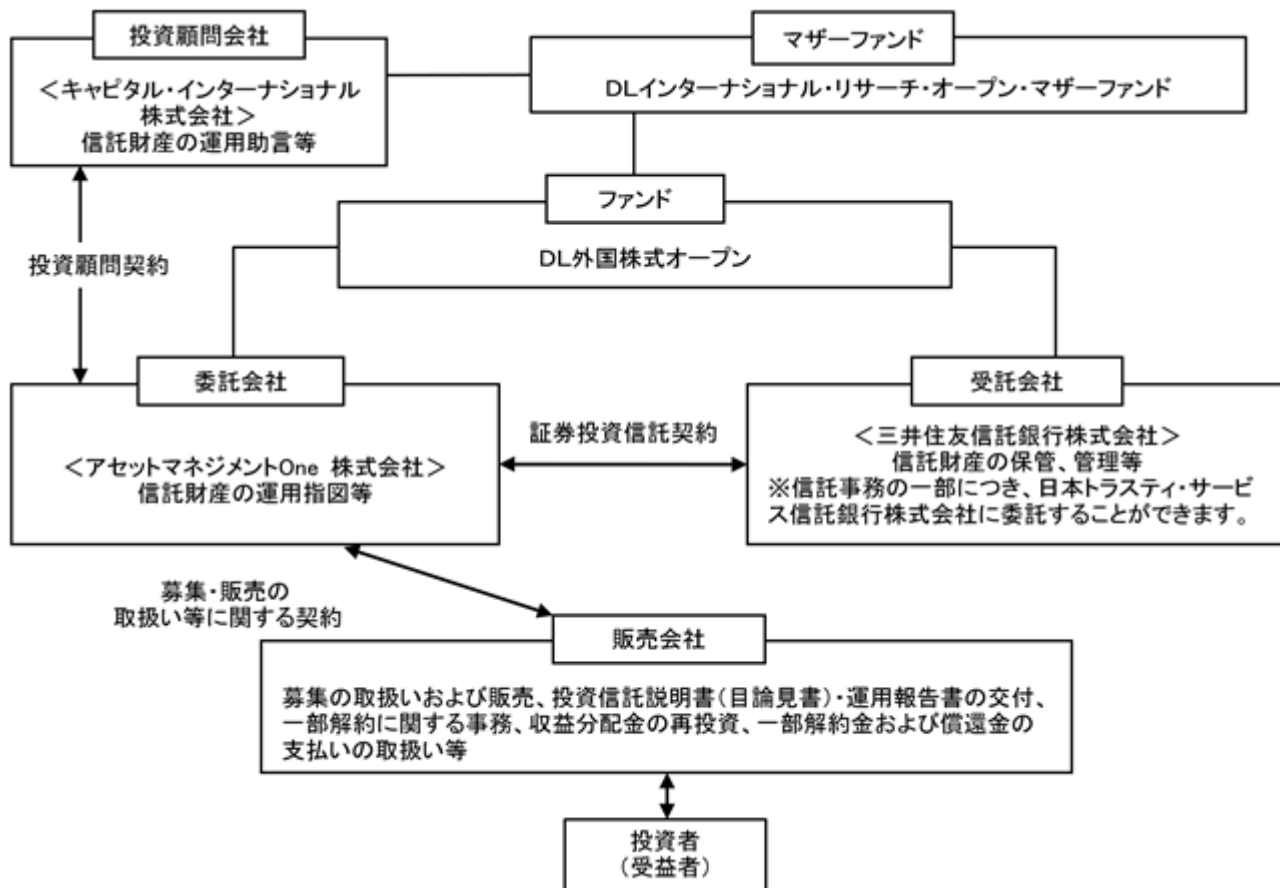 投資顧問会社
<キャピタル・インターナショナル
株式会社>
信託財産の運用助言等
マザーファンド
DLインターナショナル・リサーチ・オープン・マザーファンド
ファンド
DL外国株式オープン
投資顧問契約
委託会社
<アセットマネジメントOne 株式会社>
信託財産の運用指図等
証券投資信託契約
受託会社
<三井住友信託銀行株式会社>
信託財産の保管、管理等
※信託事務の一部につき、日本トラスティ・サービ
ス信託銀行株式会社に委託することができます。
募集・販売の
取扱い等に関する契約
販売会社
募集の取扱いおよび販売、投資信託説明書(目論見書)・運用報告書の交付、
一部解約に関する事務、収益分配金の再投資、一部解約金および償還金の
支払いの取扱い等
投資者
(受益者)